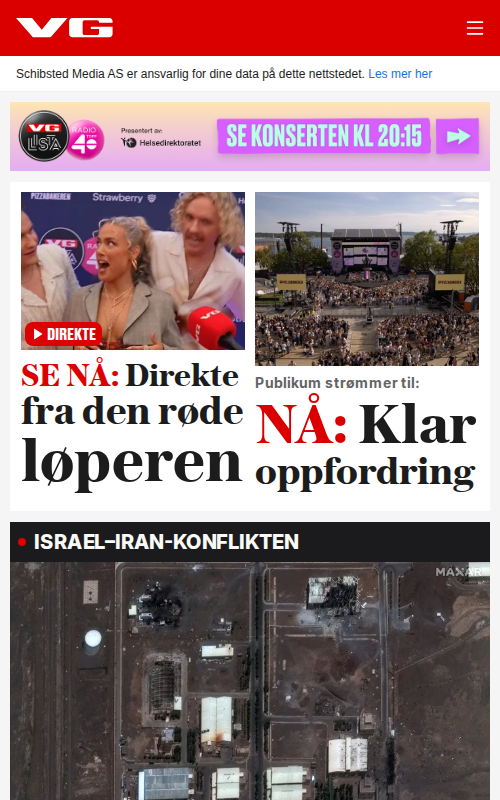 VG
Schibsted Media AS er ansvarlig for dine data på dette nettstedet. Les mer her
VG
LISTA
RADIO
TOPP
40
Presentert av:
Helsedirektoratet
SE KONSERTEN KL 20:15
PIZZABAKEREN
Strawberry
VG
VG
DIREKTE
SE NÅ: Direkte
fra den røde
løperen
Publikum strømmer til:
NÅ: Klar
oppfordring
ISRAEL–IRAN-KONFLIKTEN
MAXAR